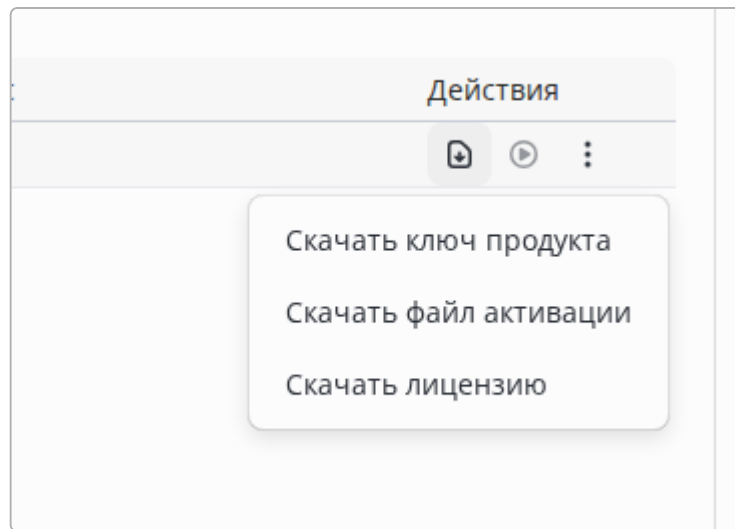 Действия
Скачать ключ продукта
Скачать файл активации
Скачать лицензию